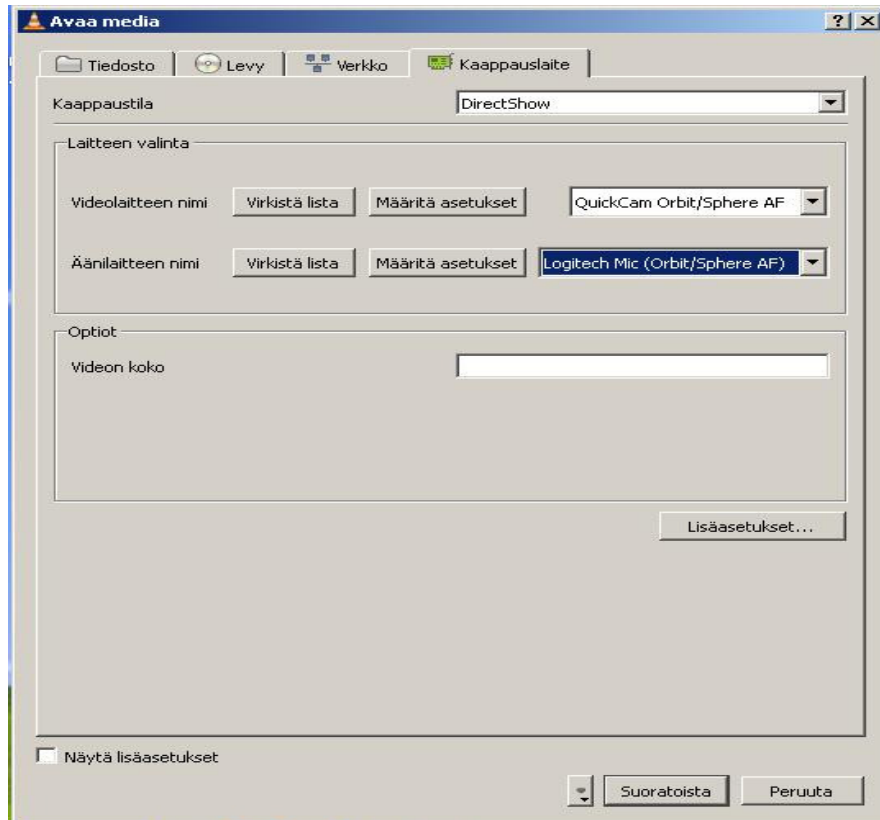 Avaa media
Tiedosto Levy Verkko Kaappauslaite
Kaappaustila DirectShow
Laitteen valinta
Videolaitteen nimi Virkistä lista Määritä asetukset QuickCam Orbit/Sphere AF
Äänilaitteen nimi Virkistä lista Määritä asetukset Logitech Mic (Orbit/Sphere AF)
Optiot
Videon koko
Lisäasetukset...
Näytä lisäasetukset
Suoratoista Peruuta